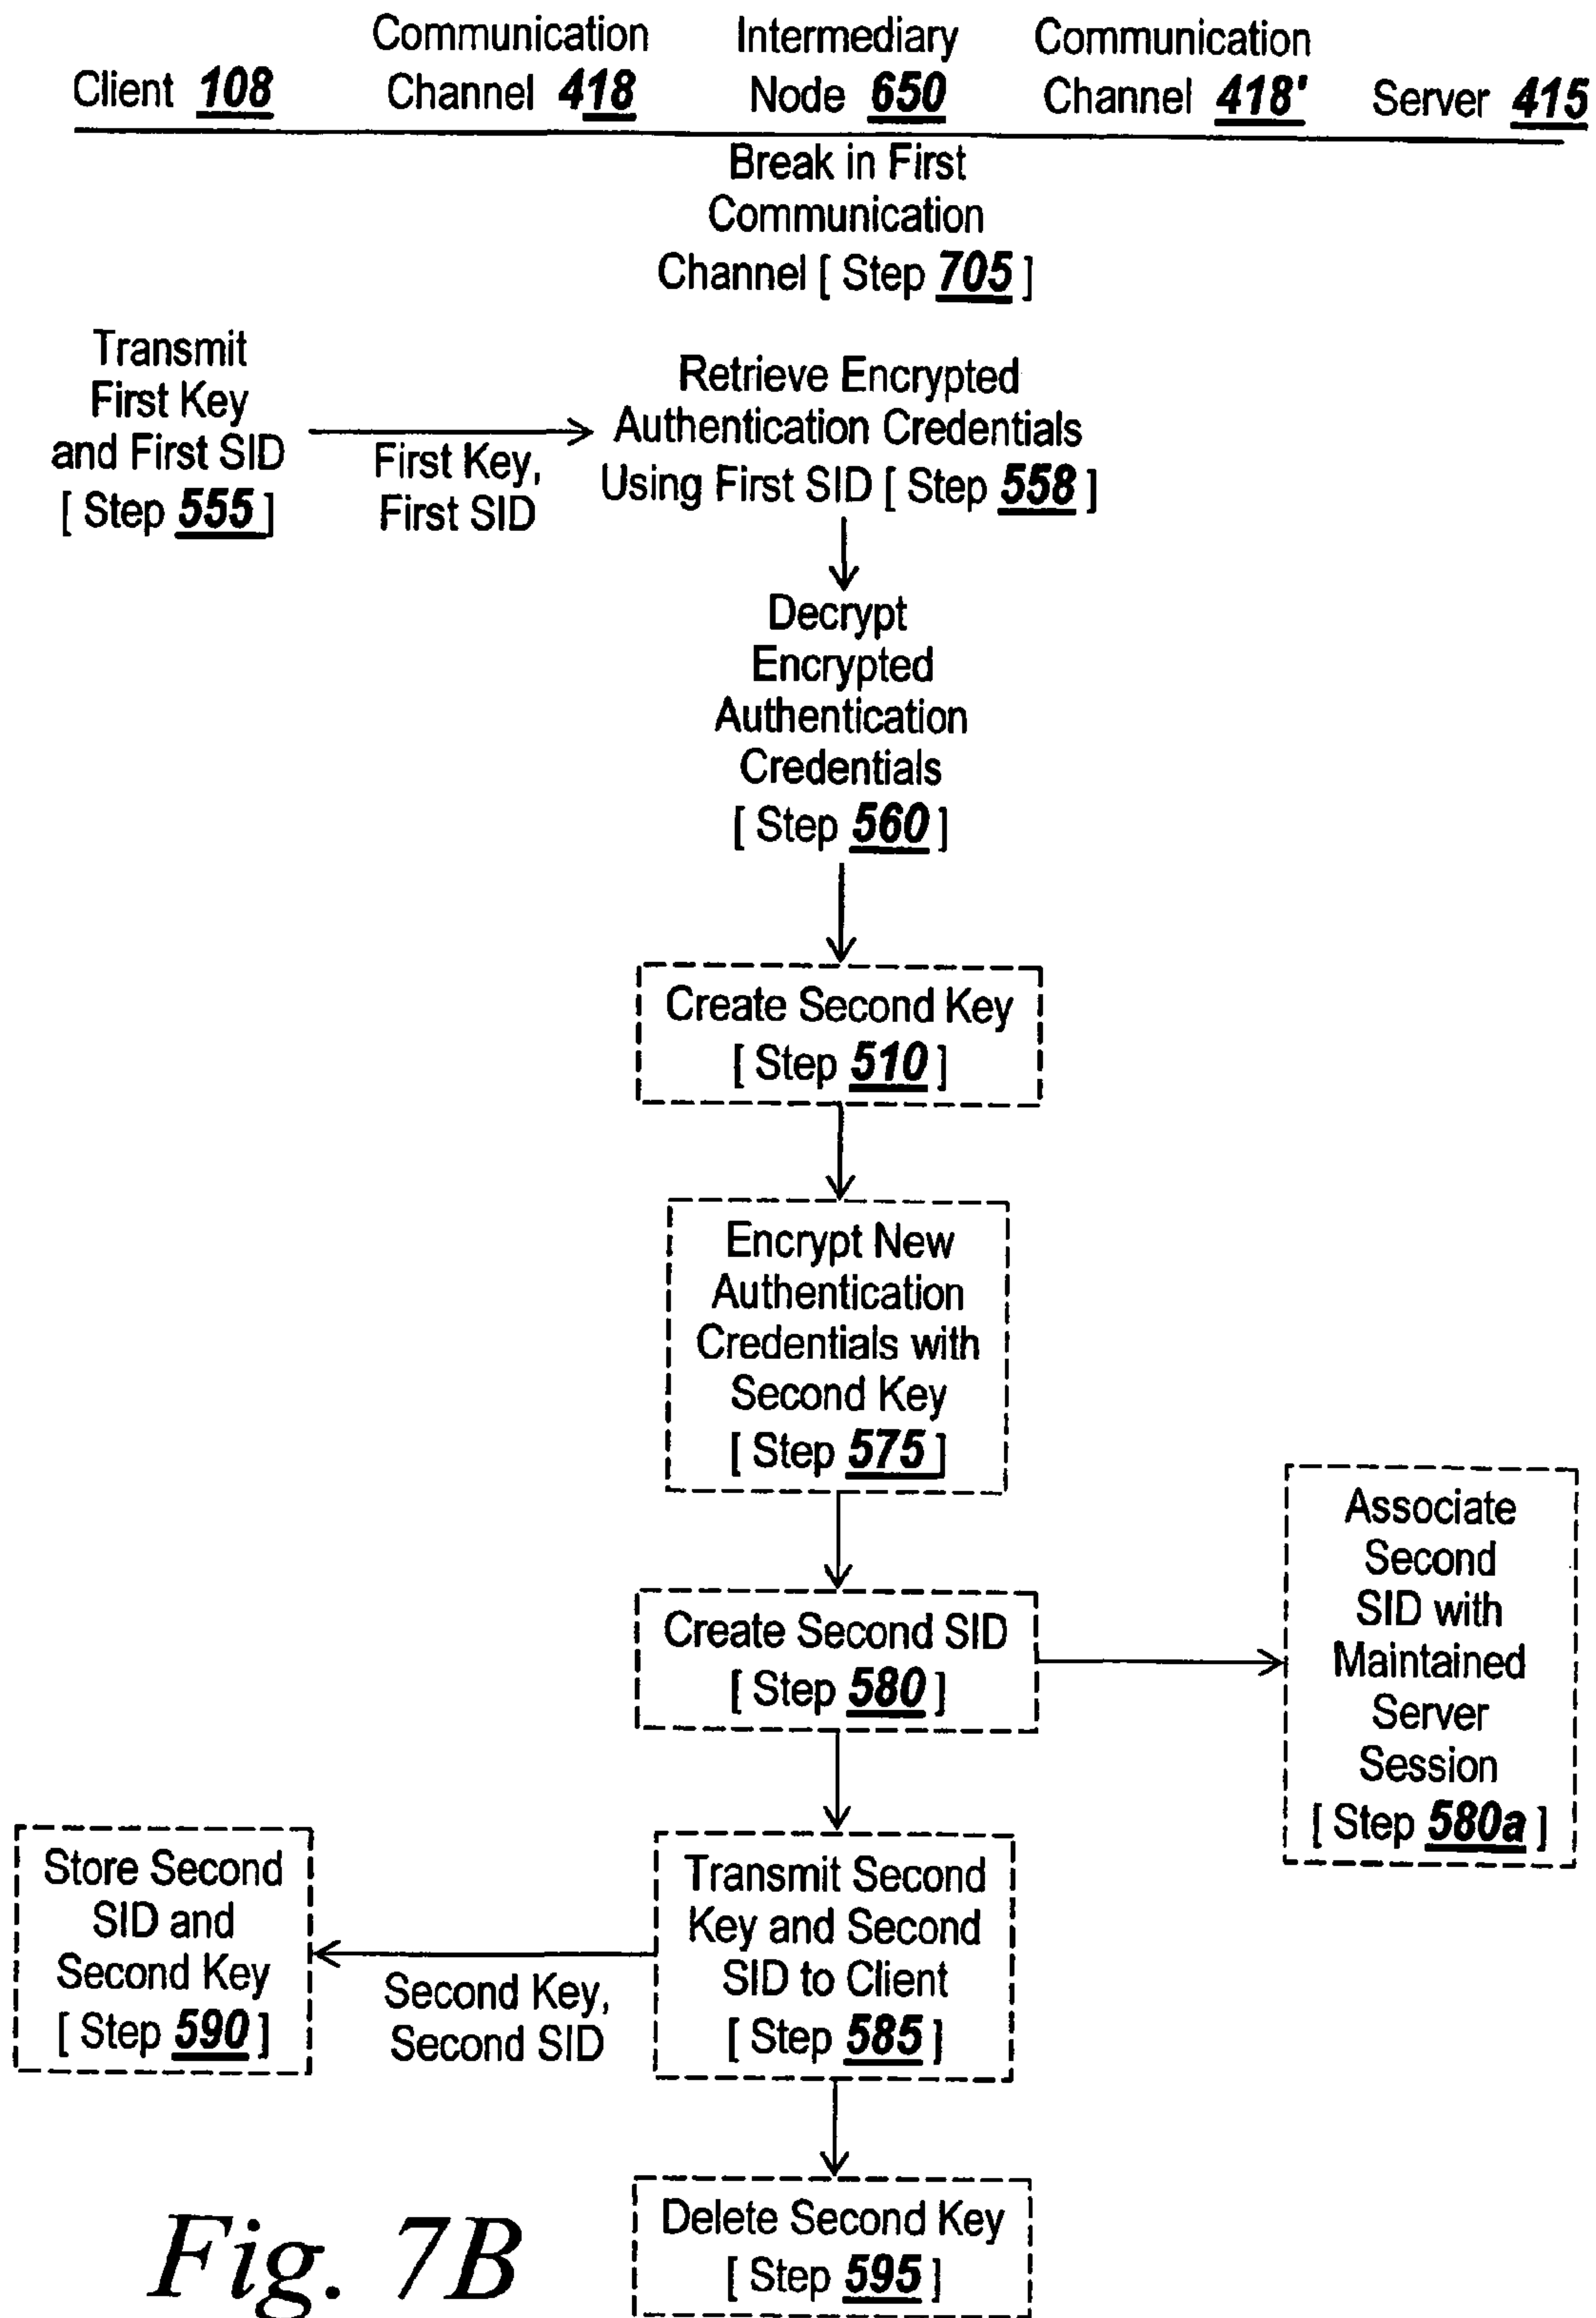 Client 108
Communication
Channel 418
Intermediary
Node 650
Communication
Channel 418'
Server 415
Break in First
Communication
Channel [ Step 705 ]
Transmit
First Key
and First SID
[ Step 555 ]
First Key,
First SID
Retrieve Encrypted
Authentication Credentials
Using First SID [ Step 558 ]
Decrypt
Encrypted
Authentication
Credentials
[ Step 560 ]
Create Second Key
[ Step 510 ]
Encrypt New
Authentication
Credentials with
Second Key
[ Step 575 ]
Create Second SID
[ Step 580 ]
Associate
Second
SID with
Maintained
Server
Session
[ Step 580a ]
Transmit Second
Key and Second
SID to Client
[ Step 585 ]
Second Key,
Second SID
Store Second
SID and
Second Key
[ Step 590 ]
Delete Second Key
[ Step 595 ]
Fig. 7B